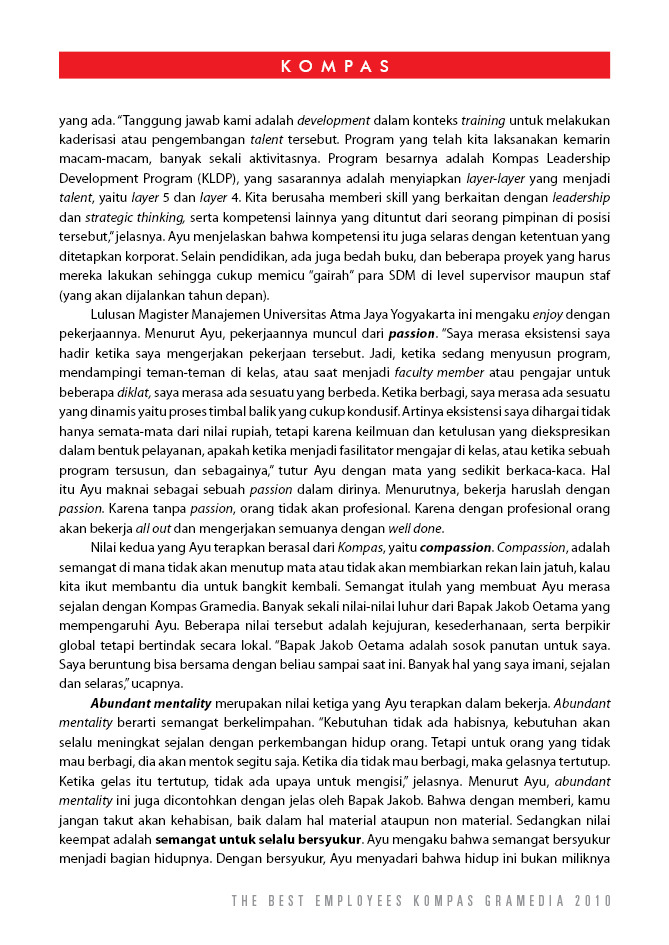 KOMPAS
yang ada. “Tanggung jawab kami adalah development dalam konteks training untuk melakukan
kaderisasi atau pengembangan talent tersebut. Program yang telah kita laksanakan kemarin
macam-macam, banyak sekali aktivitasnya. Program besarnya adalah Kompas Leadership
Development Program (KLDP), yang sasarannya adalah menyiapkan layer-layer yang menjadi
talent, yaitu layer 5 dan layer 4. Kita berusaha memberi skill yang berkaitan dengan leadership
dan strategic thinking, serta kompetensi lainnya yang dituntut dari seorang pimpinan di posisi
tersebut,” jelasnya. Ayu menjelaskan bahwa kompetensi itu juga selaras dengan ketentuan yang
ditetapkan korporat. Selain pendidikan, ada juga bedah buku, dan beberapa proyek yang harus
mereka lakukan sehingga cukup memicu "gairah" para SDM di level supervisor maupun staf
(yang akan dijalankan tahun depan).
Lulusan Magister Manajemen Universitas Atma Jaya Yogyakarta ini mengaku enjoy dengan
pekerjaannya. Menurut Ayu, pekerjaannya muncul dari passion. “Saya merasa eksistensi saya
hadir ketika saya mengerjakan pekerjaan tersebut. Jadi, ketika sedang menyusun program,
mendampingi teman-teman di kelas, atau saat menjadi faculty member atau pengajar untuk
beberapa diklat, saya merasa ada sesuatu yang berbeda. Ketika berbagi, saya merasa ada sesuatu
yang dinamis yaitu proses timbal balik yang cukup kondusif. Artinya eksistensi saya dihargai tidak
hanya semata-mata dari nilai rupiah, tetapi karena keilmuan dan ketulusan yang diekspresikan
dalam bentuk pelayanan, apakah ketika menjadi fasilitator mengajar di kelas, atau ketika sebuah
program tersusun, dan sebagainya,” tutur Ayu dengan mata yang sedikit berkaca-kaca. Hal
itu Ayu maknai sebagai sebuah passion dalam dirinya. Menurutnya, bekerja haruslah dengan
passion. Karena tanpa passion, orang tidak akan profesional. Karena dengan profesional orang
akan bekerja all out dan mengerjakan semuanya dengan well done.
Nilai kedua yang Ayu terapkan berasal dari Kompas, yaitu compassion. Compassion, adalah
semangat di mana tidak akan menutup mata atau tidak akan membiarkan rekan lain jatuh, kalau
kita ikut membantu dia untuk bangkit kembali. Semangat itulah yang membuat Ayu merasa
sejalan dengan Kompas Gramedia. Banyak sekali nilai-nilai luhur dari Bapak Jakob Oetama yang
mempengaruhi Ayu. Beberapa nilai tersebut adalah kejujuran, kesederhanaan, serta berpikir
global tetapi bertindak secara lokal. “Bapak Jakob Oetama adalah sosok panutan untuk saya.
Saya beruntung bisa bersama dengan beliau sampai saat ini. Banyak hal yang saya imani, sejalan
dan selaras,” ucapnya.
Abundant mentality merupakan nilai ketiga yang Ayu terapkan dalam bekerja. Abundant
mentality berarti semangat berkelimpahan. “Kebutuhan tidak ada habisnya, kebutuhan akan
selalu meningkat sejalan dengan perkembangan hidup orang. Tetapi untuk orang yang tidak
mau berbagi, dia akan mentok segitu saja. Ketika dia tidak mau berbagi, maka gelasnya tertutup.
Ketika gelas itu tertutup, tidak ada upaya untuk mengisi,” jelasnya. Menurut Ayu, abundant
mentality ini juga dicontohkan dengan jelas oleh Bapak Jakob. Bahwa dengan memberi, kamu
jangan takut akan kehabisan, baik dalam hal material ataupun non material. Sedangkan nilai
keempat adalah semangat untuk selalu bersyukur. Ayu mengaku bahwa semangat bersyukur
menjadi bagian hidupnya. Dengan bersyukur, Ayu menyadari bahwa hidup ini bukan miliknya
THE BEST EMPLOYEES KOMPAS GRAMEDIA 2010